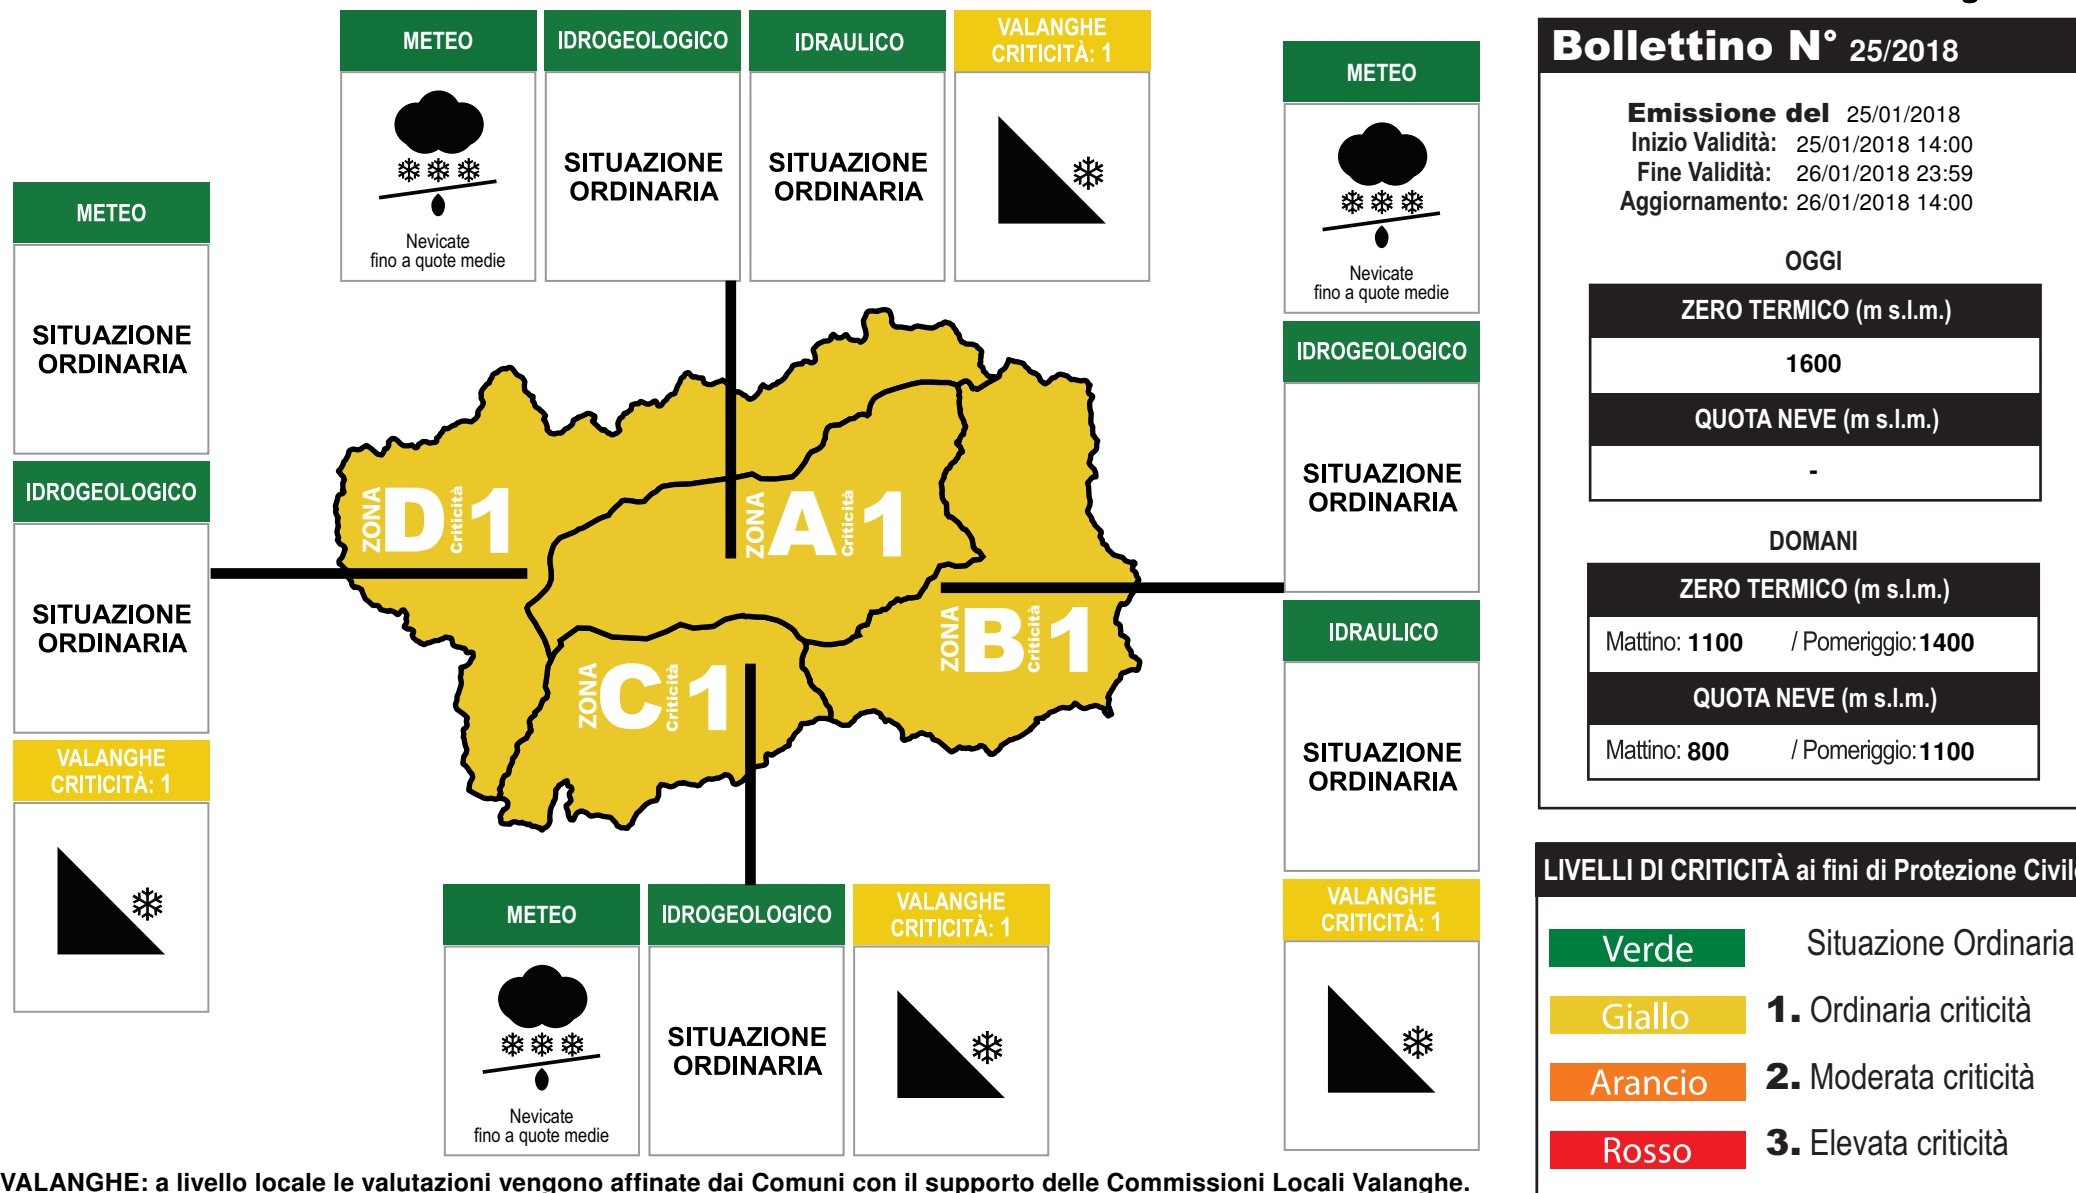 METEO
Nevicate
fino a quote medie
IDROGEOLOGICO
SITUAZIONE
ORDINARIA
IDRAULICO
SITUAZIONE
ORDINARIA
VALANGHE
CRITICITÀ: 1
METEO
SITUAZIONE
ORDINARIA
IDROGEOLOGICO
SITUAZIONE
ORDINARIA
VALANGHE
CRITICITÀ: 1
ZONA D Criticità 1
ZONA A Criticità 1
ZONA B Criticità 1
ZONA C Criticità 1
METEO
Nevicate
fino a quote medie
IDROGEOLOGICO
SITUAZIONE
ORDINARIA
IDRAULICO
SITUAZIONE
ORDINARIA
VALANGHE
CRITICITÀ: 1
METEO
Nevicate
fino a quote medie
IDROGEOLOGICO
SITUAZIONE
ORDINARIA
VALANGHE
CRITICITÀ: 1
Bollettino N° 25/2018
Emissione del 25/01/2018
Inizio Validità: 25/01/2018 14:00
Fine Validità: 26/01/2018 23:59
Aggiornamento: 26/01/2018 14:00
OGGI
ZERO TERMICO (m s.l.m.)
1600
QUOTA NEVE (m s.l.m.)
-
DOMANI
ZERO TERMICO (m s.l.m.)
Mattino: 1100 / Pomeriggio: 1400
QUOTA NEVE (m s.l.m.)
Mattino: 800 / Pomeriggio: 1100
LIVELLI DI CRITICITÀ ai fini di Protezione Civile
Verde Situazione Ordinaria
Giallo 1. Ordinaria criticità
Arancio 2. Moderata criticità
Rosso 3. Elevata criticità
VALANGHE: a livello locale le valutazioni vengono affinate dai Comuni con il supporto delle Commissioni Locali Valanghe.